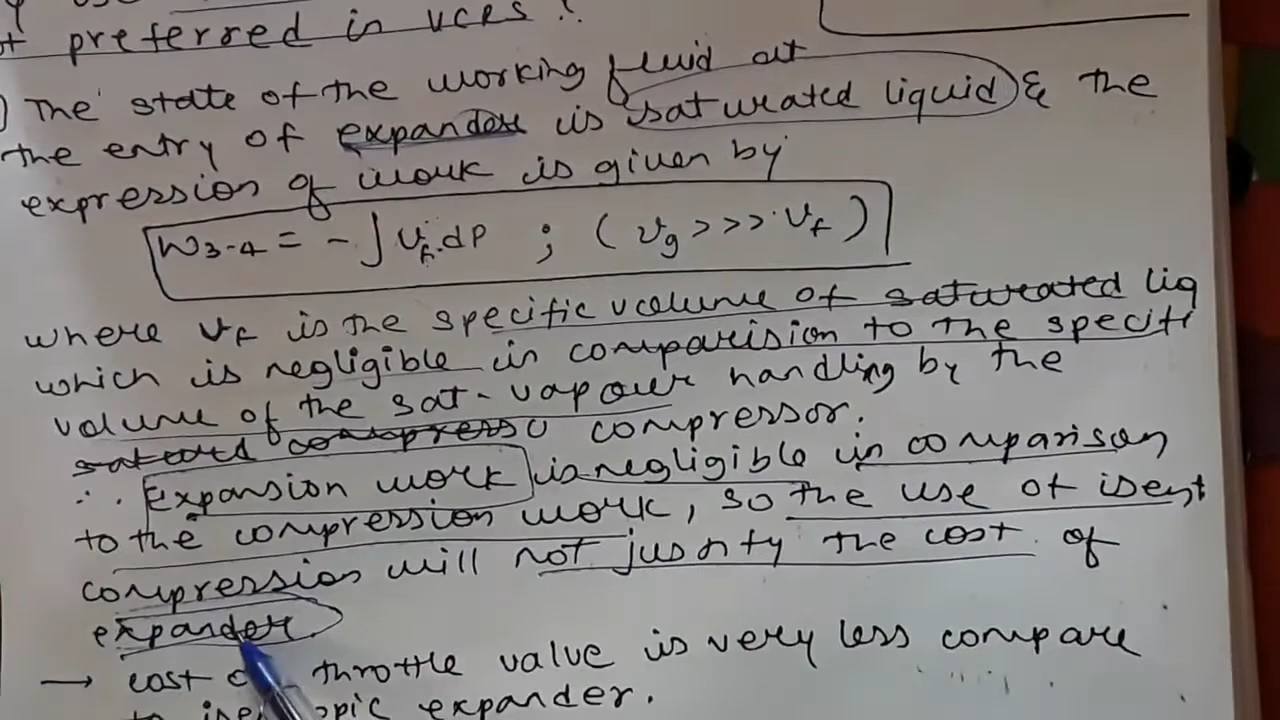 preferred in VCRS ?
The state of the working fluid at
the entry of expander is saturated liquid & the
expression of work is given by
W3-4 = - ∫ Vf.dP ; ( vg >>> vf )
where vf is the specific volume of saturated liq
which is negligible in comparision to the specifi
volume of the sat-vapour handling by the
compressor.
∴ Expansion work is negligible in comparison
to the compression work, so the use of isent
compression will not justify the cost of
expander.
→ cost throttle value is very less compare
expander.